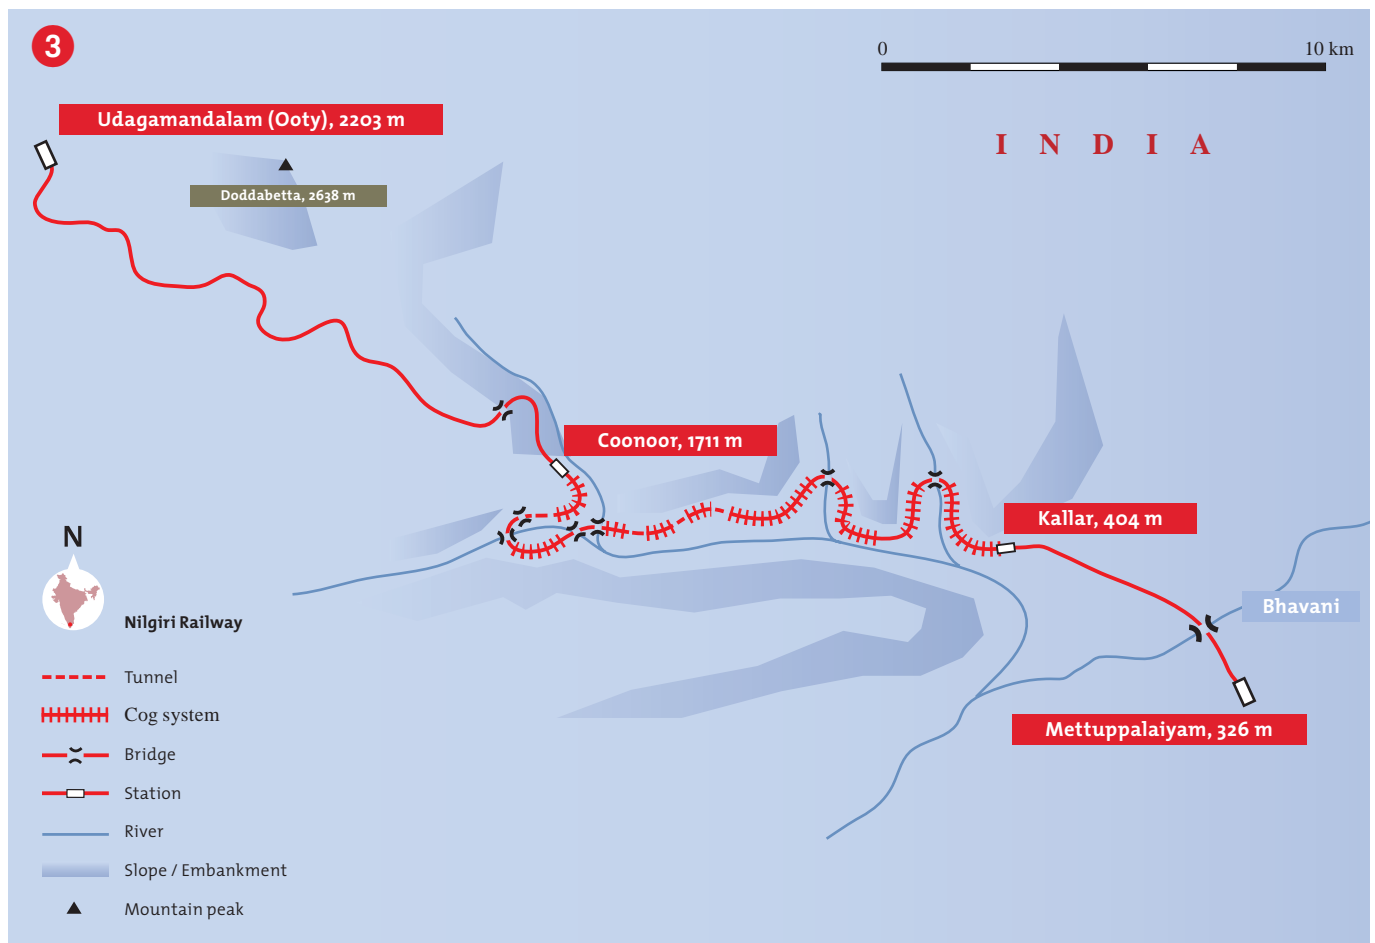 3
0 10 km
Udagamandalam (Ooty), 2203 m
INDIA
Doddabetta, 2638 m
Coonoor, 1711 m
Kallar, 404 m
N
Bhavani
Nilgiri Railway
Tunnel
Cog system
Mettuppalaiyam, 326 m
Bridge
Station
River
Slope / Embankment
Mountain peak